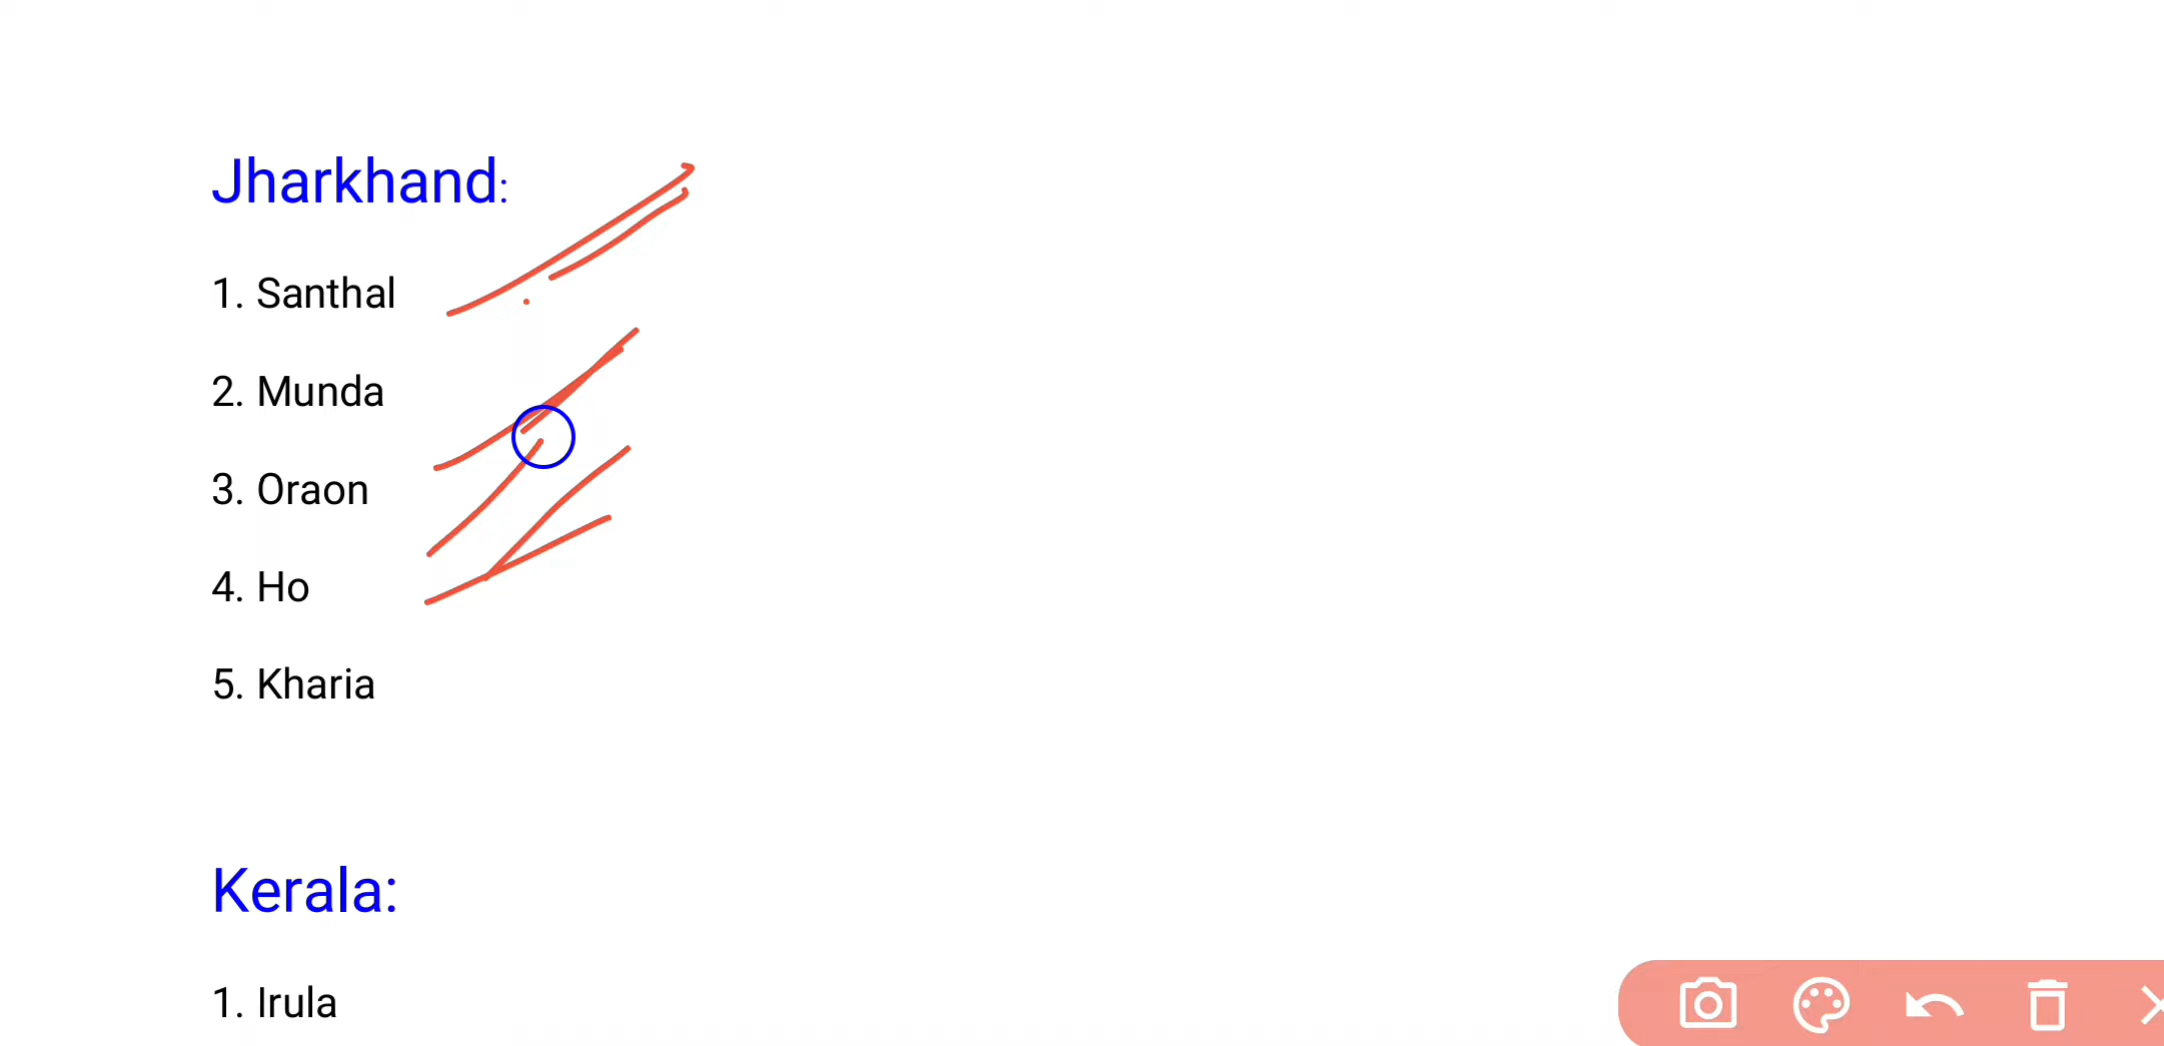 Jharkhand:
1. Santhal
2. Munda
3. Oraon
4. Ho
5. Kharia
Kerala:
1. Irula